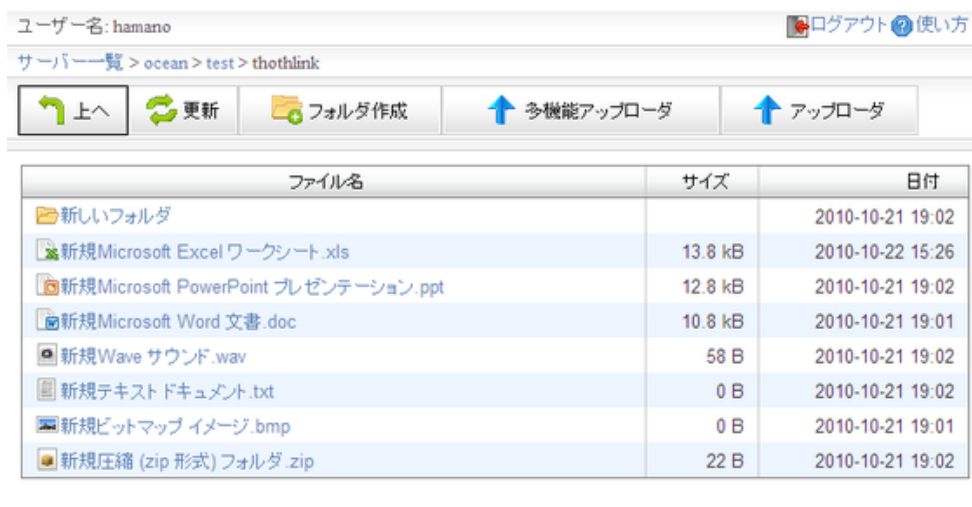 ユーザー名: hamano ログアウト 使い方
サーバー一覧 > ocean > test > thothlink
上へ 更新 フォルダ作成 多機能アップローダ アップローダ
ファイル名 サイズ 日付
新しいフォルダ 2010-10-21 19:02
新規Microsoft Excel ワークシート.xls 13.8 kB 2010-10-22 15:26
新規Microsoft PowerPoint プレゼンテーション.ppt 12.8 kB 2010-10-21 19:02
新規Microsoft Word 文書.doc 10.8 kB 2010-10-21 19:01
新規Wave サウンド.wav 58 B 2010-10-21 19:02
新規テキスト ドキュメント.txt 0 B 2010-10-21 19:02
新規ビットマップ イメージ.bmp 0 B 2010-10-21 19:01
新規圧縮 (zip 形式) フォルダ.zip 22 B 2010-10-21 19:02